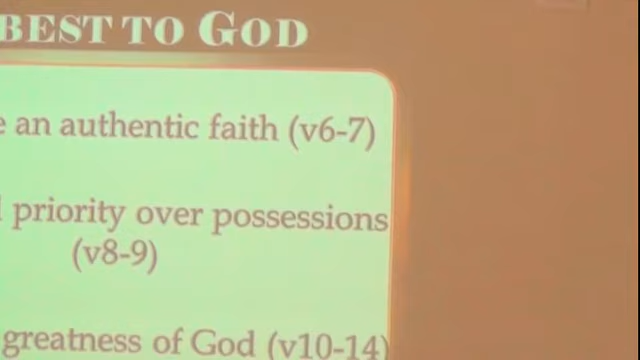 BEST TO GOD
an authentic faith (v6-7)
priority over possessions
(v8-9)
greatness of God (v10-14)